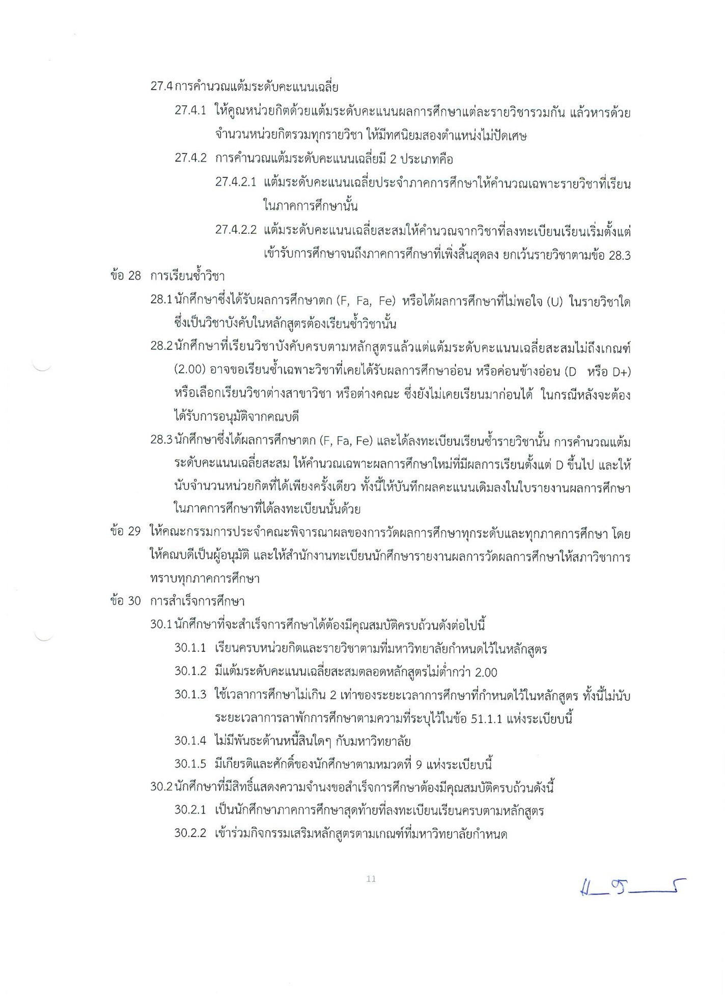 27.4 การคำนวณแต้มระดับคะแนนเฉลี่ย
27.4.1 ให้คูณหน่วยกิตด้วยแต้มระดับคะแนนผลการศึกษาแต่ละรายวิชารวมกัน แล้วหารด้วย
จำนวนหน่วยกิตรวมทุกรายวิชา ให้มีทศนิยมสองตำแหน่งไม่ปัดเศษ
27.4.2 การคำนวณแต้มระดับคะแนนเฉลี่ยมี 2 ประเภทคือ
27.4.2.1 แต้มระดับคะแนนเฉลี่ยประจำภาคการศึกษาให้คำนวณเฉพาะรายวิชาที่เรียน
ในภาคการศึกษานั้น
27.4.2.2 แต้มระดับคะแนนเฉลี่ยสะสมให้คำนวณจากวิชาที่ลงทะเบียนเรียนเริ่มตั้งแต่
เข้ารับการศึกษาจนถึงภาคการศึกษาที่เพิ่งสิ้นสุดลง ยกเว้นรายวิชาตามข้อ 28.3
ข้อ 28 การเรียนซ้ำวิชา
28.1 นักศึกษาซึ่งได้รับผลการศึกษาตก (F, Fa, Fe) หรือได้ผลการศึกษาที่ไม่พอใจ (U) ในรายวิชาใด
ซึ่งเป็นวิชาบังคับในหลักสูตรต้องเรียนซ้ำวิชานั้น
28.2 นักศึกษาที่เรียนวิชาบังคับครบตามหลักสูตรแล้วแต่แต้มระดับคะแนนเฉลี่ยสะสมไม่ถึงเกณฑ์
(2.00) อาจขอเรียนซ้ำเฉพาะวิชาที่เคยได้รับผลการศึกษาอ่อน หรือค่อนข้างอ่อน (D หรือ D+)
หรือเลือกเรียนวิชาต่างสาขาวิชา หรือต่างคณะ ซึ่งยังไม่เคยเรียนมาก่อนได้ ในกรณีหลังจะต้อง
ได้รับการอนุมัติจากคณบดี
28.3 นักศึกษาซึ่งได้ผลการศึกษาตก (F, Fa, Fe) และได้ลงทะเบียนเรียนซ้ำรายวิชานั้น การคำนวณแต้ม
ระดับคะแนนเฉลี่ยสะสม ให้คำนวณเฉพาะผลการศึกษาใหม่ที่มีผลการเรียนตั้งแต่ D ขึ้นไป และให้
นับจำนวนหน่วยกิตที่ได้เพียงครั้งเดียว ทั้งนี้ให้บันทึกผลคะแนนเดิมลงในใบรายงานผลการศึกษา
ในภาคการศึกษาที่ได้ลงทะเบียนนั้นด้วย
ข้อ 29 ให้คณะกรรมการประจำคณะพิจารณาผลของการวัดผลการศึกษาทุกระดับและทุกภาคการศึกษา โดย
ให้คณบดีเป็นผู้อนุมัติ และให้สำนักงานทะเบียนนักศึกษารายงานผลการวัดผลการศึกษาให้สภาวิชาการ
ทราบทุกภาคการศึกษา
ข้อ 30 การสำเร็จการศึกษา
30.1 นักศึกษาที่จะสำเร็จการศึกษาได้ต้องมีคุณสมบัติครบถ้วนดังต่อไปนี้
30.1.1 เรียนครบหน่วยกิตและรายวิชาตามที่มหาวิทยาลัยกำหนดไว้ในหลักสูตร
30.1.2 มีแต้มระดับคะแนนเฉลี่ยสะสมตลอดหลักสูตรไม่ต่ำกว่า 2.00
30.1.3 ใช้เวลาการศึกษาไม่เกิน 2 เท่าของระยะเวลาการศึกษาที่กำหนดไว้ในหลักสูตร ทั้งนี้ไม่นับ
ระยะเวลาการลาพักการศึกษาตามความที่ระบุไว้ในข้อ 51.1.1 แห่งระเบียบนี้
30.1.4 ไม่มีพันธะด้านหนี้สินใดๆ กับมหาวิทยาลัย
30.1.5 มีเกียรติและศักดิ์ของนักศึกษาตามหมวดที่ 9 แห่งระเบียบนี้
30.2 นักศึกษาที่มีสิทธิ์แสดงความจำนงขอสำเร็จการศึกษาต้องมีคุณสมบัติครบถ้วนดังนี้
30.2.1 เป็นนักศึกษาภาคการศึกษาสุดท้ายที่ลงทะเบียนเรียนครบตามหลักสูตร
30.2.2 เข้าร่วมกิจกรรมเสริมหลักสูตรตามเกณฑ์ที่มหาวิทยาลัยกำหนด
11